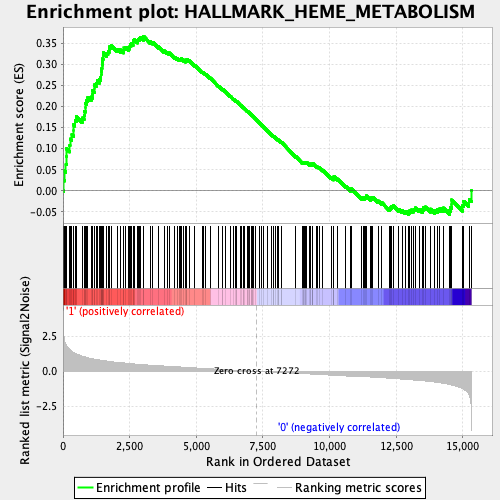 Enrichment plot: HALLMARK_HEME_METABOLISM
Enrichment score (ES)
0.35
0.30
0.25
0.20
0.15
0.10
0.05
0.00
-0.05
'1' (positively correlated)
Ranked list metric (Signal2Noise)
2.5
0.0
-2.5
Zero cross at 7272
'0' (negatively correlated)
0
2,500
5,000
7,500
10,000
12,500
15,000
Rank in Ordered Dataset
Enrichment profile
Hits
Ranking metric scores